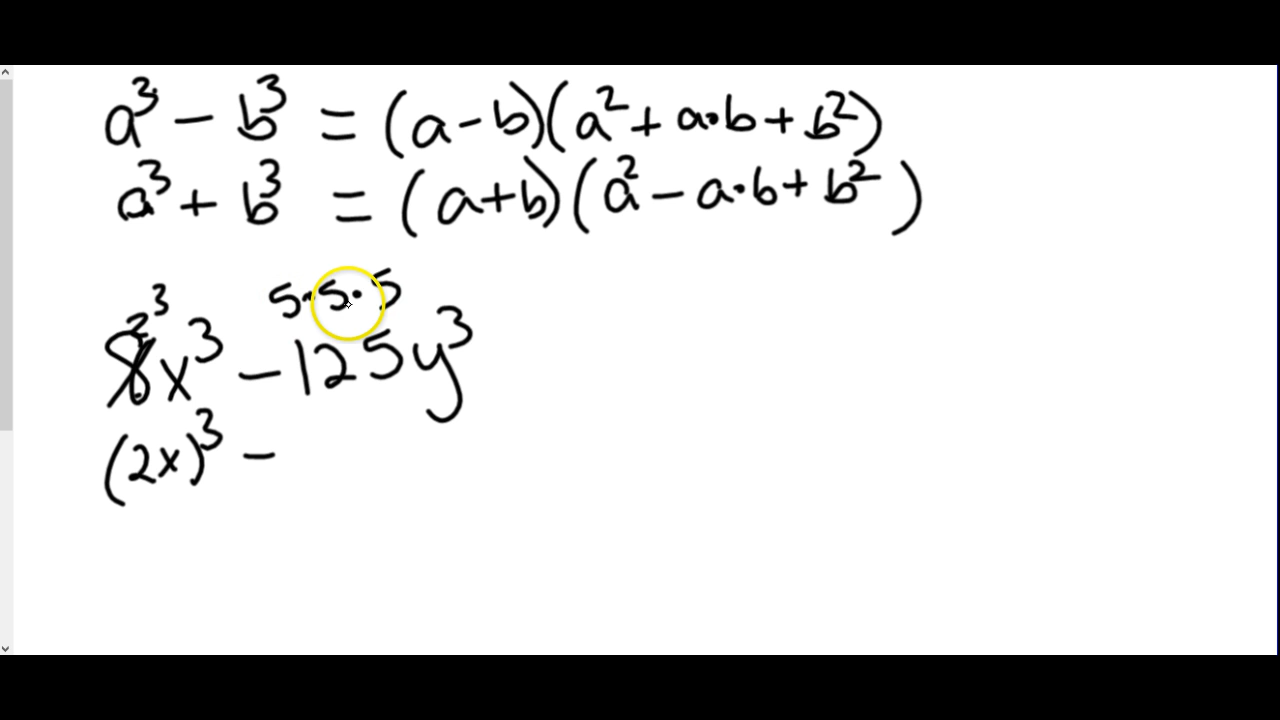 a³ - b³ = (a-b)(a²+a·b+b²)
a³ + b³ = (a+b)(a²-a·b+b²)
2³ 5·5·5
8x³ - 125y³
(2x)³ -